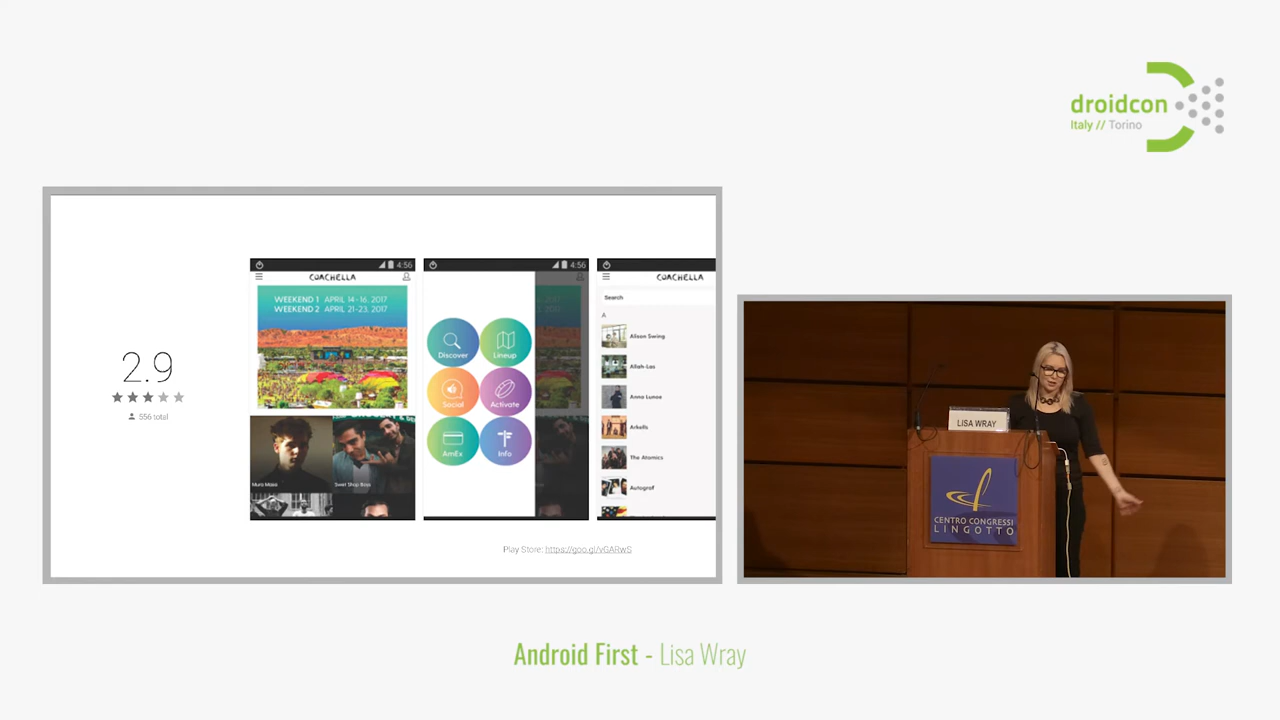 droidcon
Italy // Torino
4:56
COACHELLA
WEEKEND 1 APRIL 14-16, 2017
WEEKEND 2 APRIL 21-23, 2017
Mura Masa
Swet Shop Boys
4:56
Discover
Lineup
Social
Activate
AmEx
Info
COACHELLA
Search
A
Alison Swing
Allah-Las
Anna Lunoe
Arkells
The Atomics
Autograf
2.9
556 total
Play Store: https://goo.gl/vGARwS
LISA WRAY
CENTRO CONGRESSI
LINGOTTO
Android First - Lisa Wray